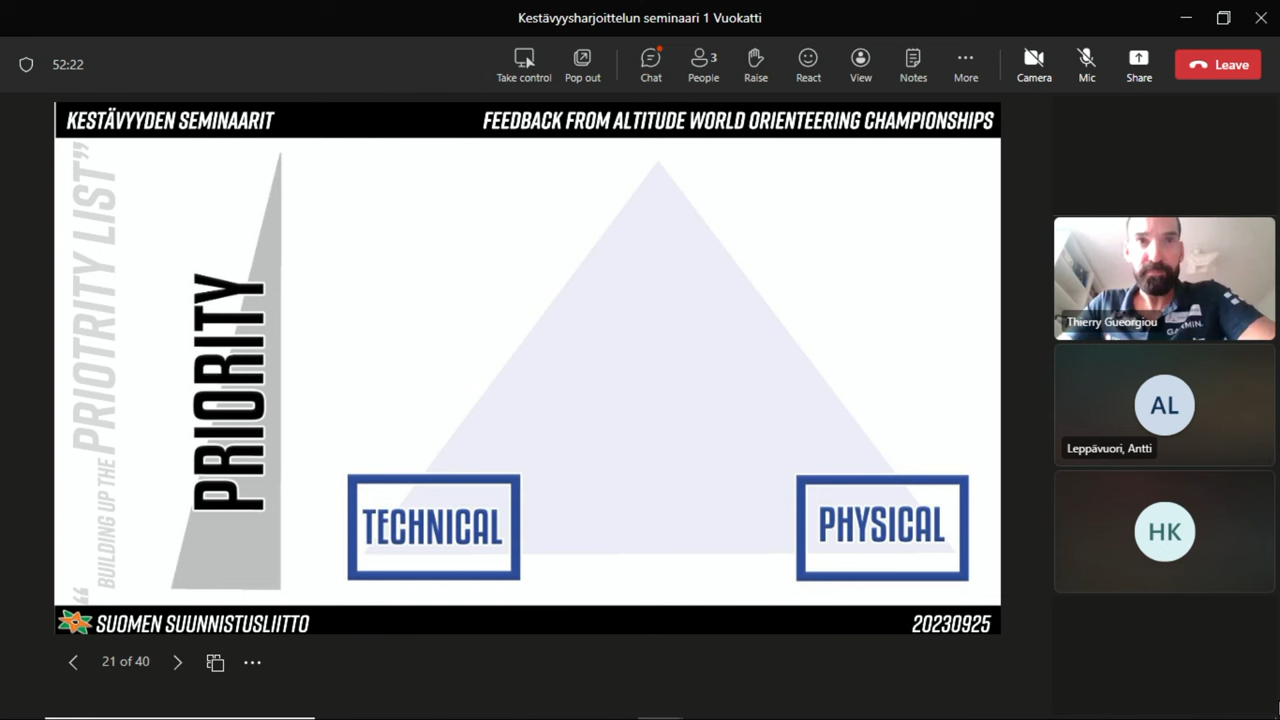 Kestävyysharjoittelun seminaari 1 Vuokatti
52:22
Take control
Pop out
Chat
3
People
Raise
React
View
Notes
More
Camera
Mic
Share
Leave
KESTÄVYYDEN SEMINAARIT
FEEDBACK FROM ALTITUDE WORLD ORIENTEERING CHAMPIONSHIPS
“BUILDING UP THE PRIOTRITY LIST”
PRIORITY
TECHNICAL
PHYSICAL
SUOMEN SUUNNISTUSLIITTO
20230925
Thierry Gueorgiou
GARMIN.
AL
Leppävuori, Antti
HK
21 of 40